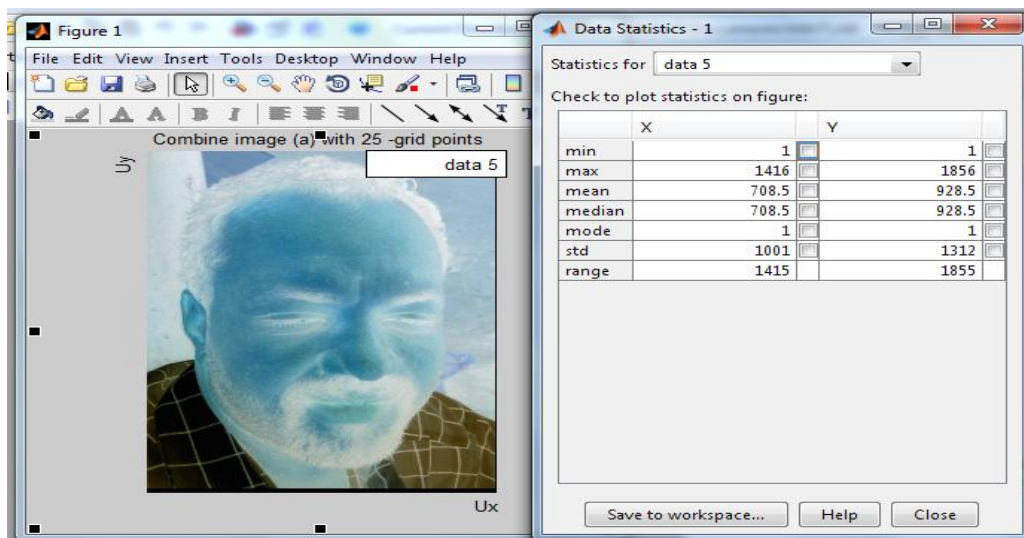 Figure 1
File Edit View Insert Tools Desktop Window Help
A A B I T
Combine image (a) with 25 -grid points
Uy
data 5
Ux
Data Statistics - 1
Statistics for data 5
Check to plot statistics on figure:
X Y
min 1 1
max 1416 1856
mean 708.5 928.5
median 708.5 928.5
mode 1 1
std 1001 1312
range 1415 1855
Save to workspace... Help Close